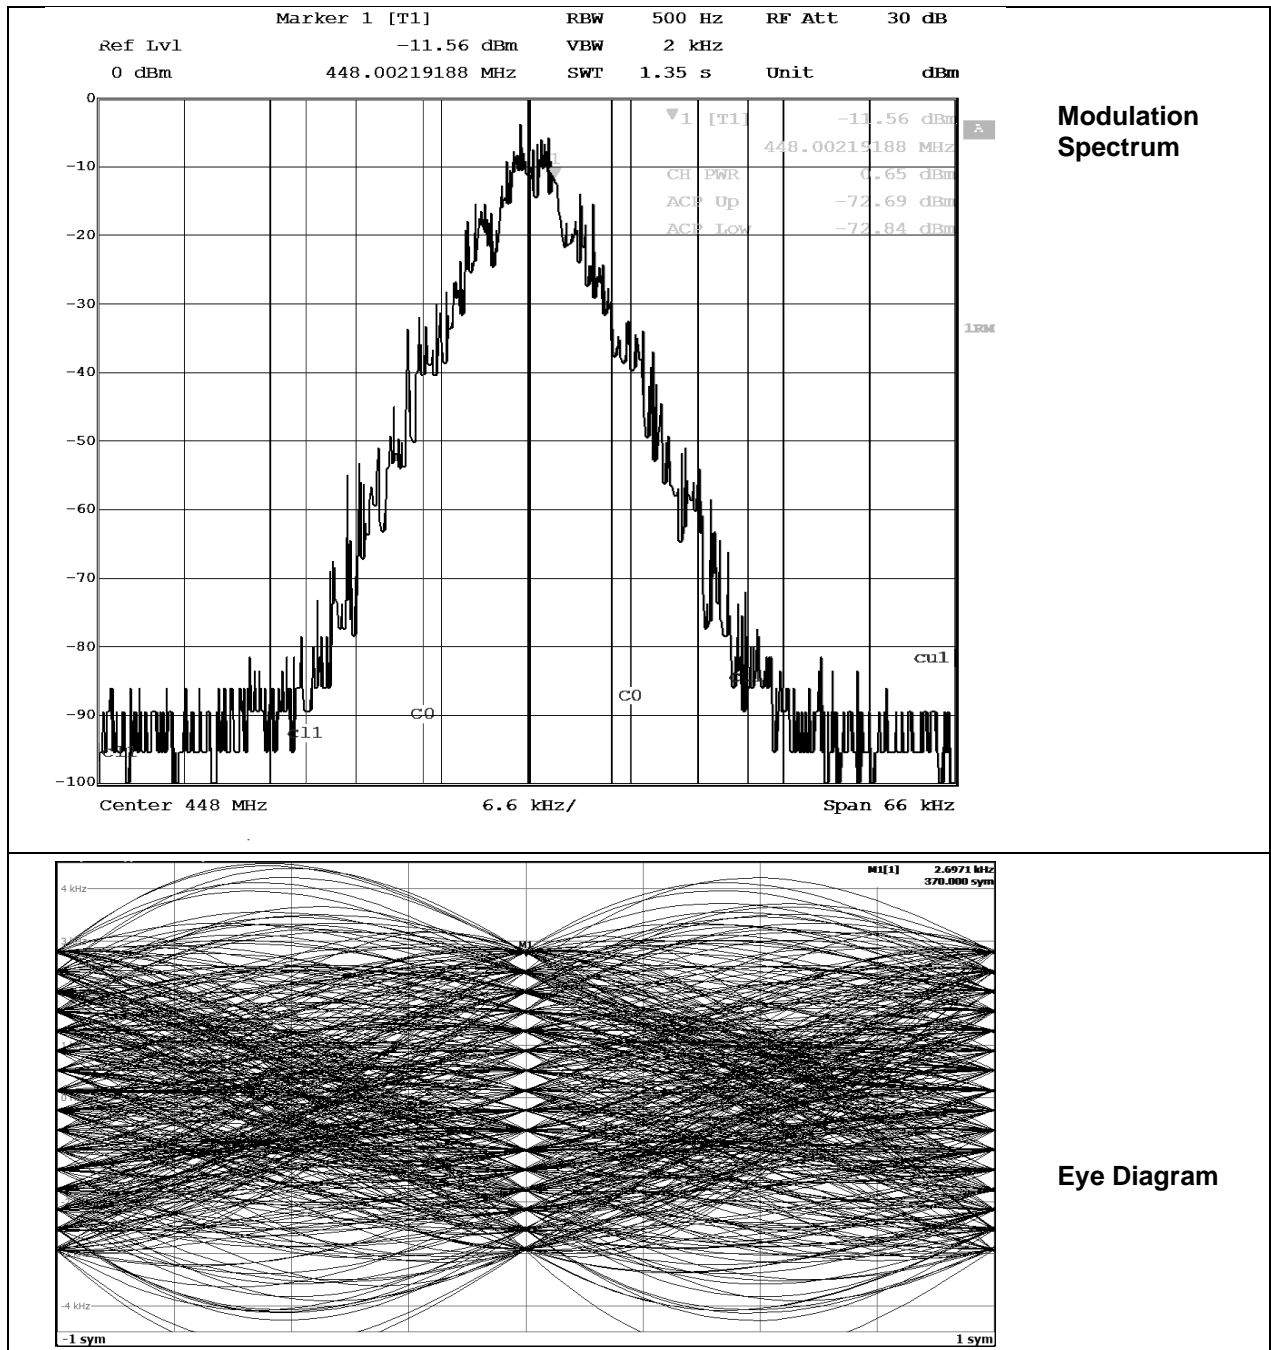 Marker 1 [T1] RBW 500 Hz RF Att 30 dB
Ref Lvl -11.56 dBm VBW 2 kHz
0 dBm 448.00219188 MHz SWT 1.35 s Unit dBm
0
▼1 [T1] -11.56 dBm
A
448.00219188 MHz
-10
CH PWR 0.65 dBm
ACP Up -72.69 dBm
-20
ACP Low -72.84 dBm
1
-30
1RM
-40
-50
-60
-70
-80
cu1
C0
-90
C0
cl1
cl1
-100
Center 448 MHz 6.6 kHz/ Span 66 kHz
Modulation
Spectrum
M1[1] 2.6971 kHz
370.000 sym
4 kHz
M1
-4 kHz
-1 sym 1 sym
Eye Diagram